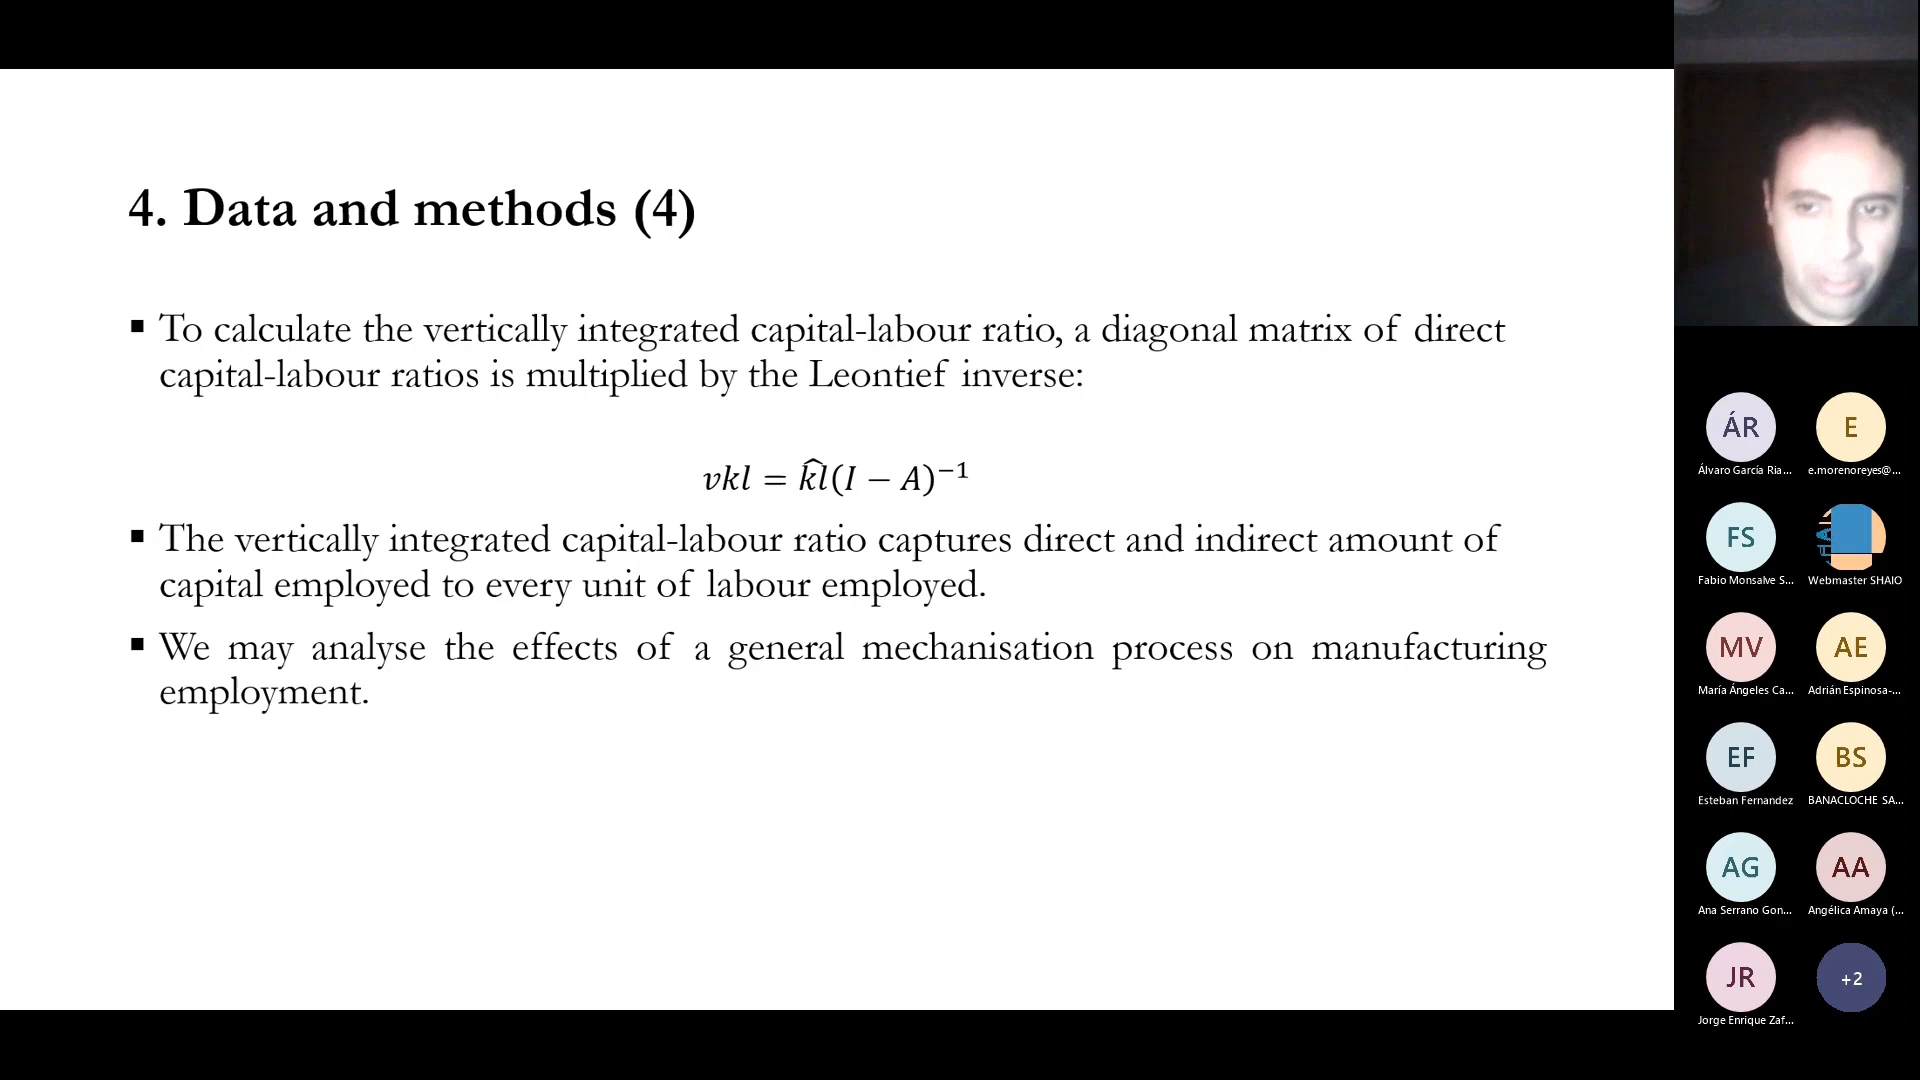 4. Data and methods (4)
▪ To calculate the vertically integrated capital-labour ratio, a diagonal matrix of direct
capital-labour ratios is multiplied by the Leontief inverse:
vkl = k̂l(I − A)⁻¹
▪ The vertically integrated capital-labour ratio captures direct and indirect amount of
capital employed to every unit of labour employed.
▪ We may analyse the effects of a general mechanisation process on manufacturing
employment.
ÁR
Álvaro García Ria...
E
e.morenoreyes@...
FS
Fabio Monsalve S...
Webmaster SHAIO
MV
María Ángeles Ca...
AE
Adrián Espinosa-...
EF
Esteban Fernandez
BS
BANACLOCHE SA...
AG
Ana Serrano Gon...
AA
Angélica Amaya (...
JR
Jorge Enrique Zaf...
+2